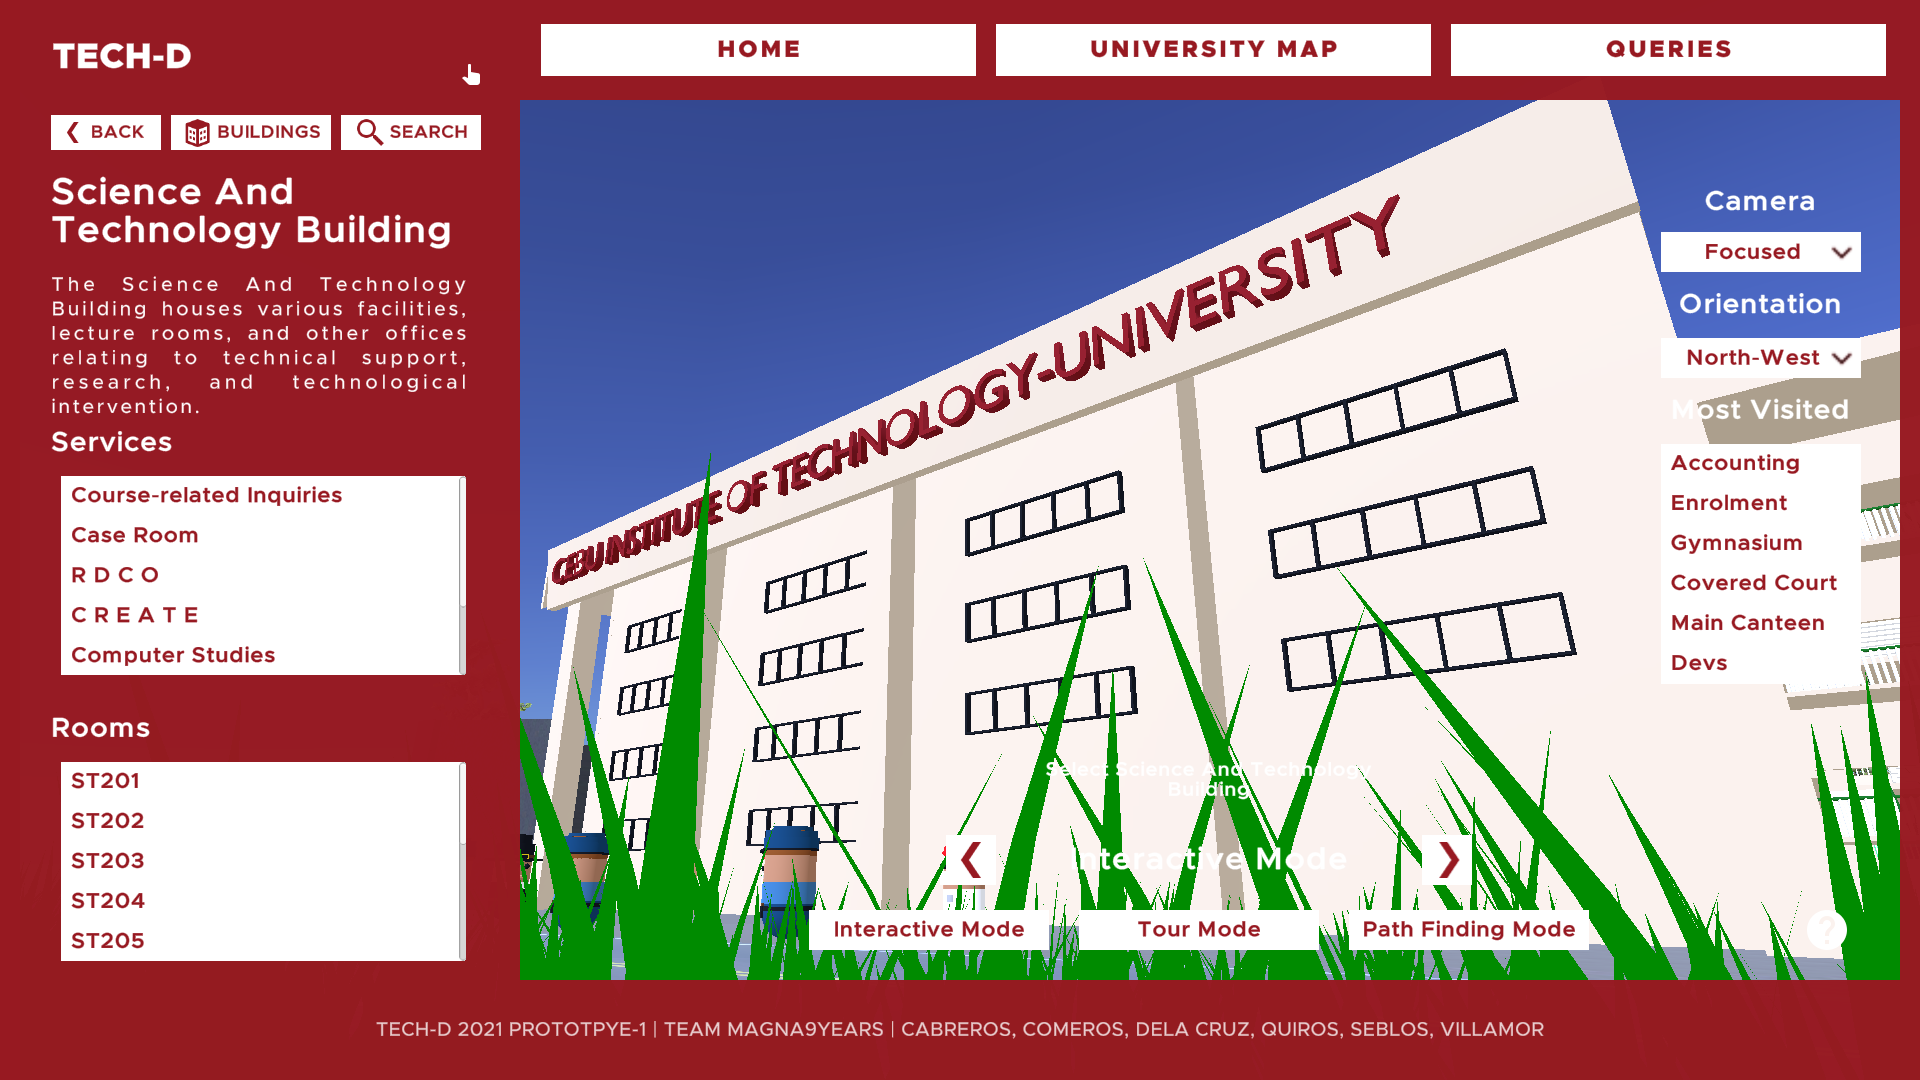 TECH-D
HOME
UNIVERSITY MAP
QUERIES
BACK
BUILDINGS
SEARCH
Science And
Technology Building
The Science And Technology
Building houses various facilities,
lecture rooms, and other offices
relating to technical support,
research, and technological
intervention.
Services
Course-related Inquiries
Case Room
R D C O
C R E A T E
Computer Studies
Rooms
ST201
ST202
ST203
ST204
ST205
CEBU INSTITUTE OF TECHNOLOGY-UNIVERSITY
Camera
Focused
Orientation
North-West
Most Visited
Accounting
Enrolment
Gymnasium
Covered Court
Main Canteen
Devs
Select Science And Technology
Building
Interactive Mode
Interactive Mode
Tour Mode
Path Finding Mode
?
TECH-D 2021 PROTOTPYE-1 | TEAM MAGNA9YEARS | CABREROS, COMEROS, DELA CRUZ, QUIROS, SEBLOS, VILLAMOR